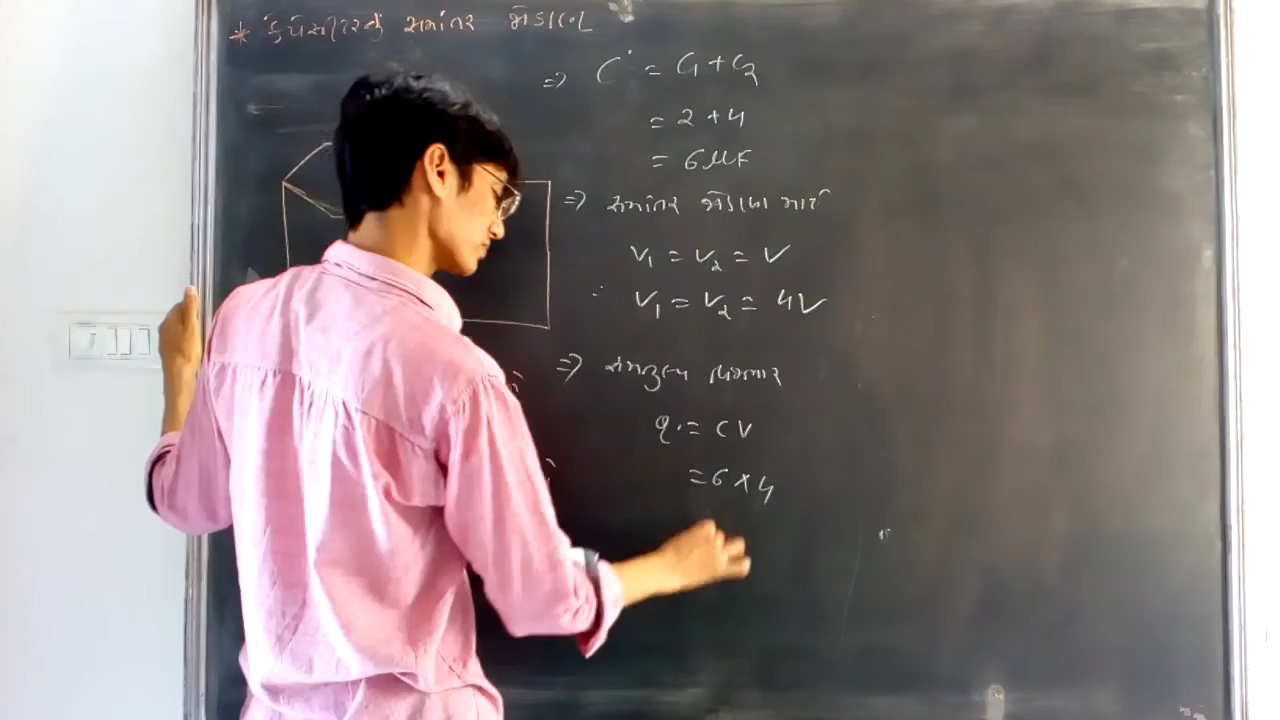 * કેપેસીટરનું સમાંતર જોડાણ
⇒ C = C₁ + C₂
= 2 + 4
= 6 μF
⇒ સમાંતર જોડાણ માટે
V₁ = V₂ = V
∴ V₁ = V₂ = 4V
⇒ સમતુલ્ય
q = CV
= 6 × 4